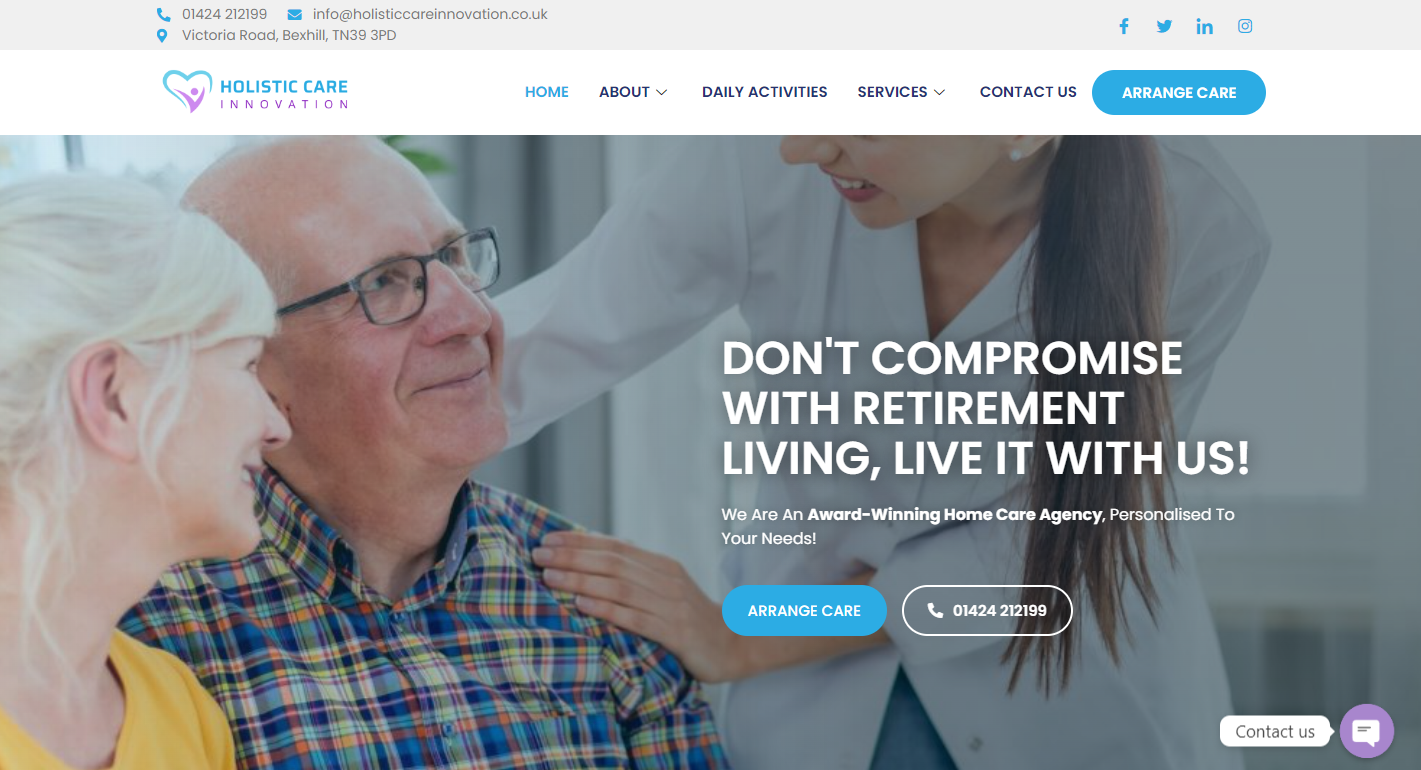 01424 212199 info@holisticcareinnovation.co.uk
Victoria Road, Bexhill, TN39 3PD
HOLISTIC CARE
INNOVATION
HOME ABOUT DAILY ACTIVITIES SERVICES CONTACT US ARRANGE CARE
DON'T COMPROMISE
WITH RETIREMENT
LIVING, LIVE IT WITH US!
We Are An Award-Winning Home Care Agency, Personalised To
Your Needs!
ARRANGE CARE 01424 212199
Contact us